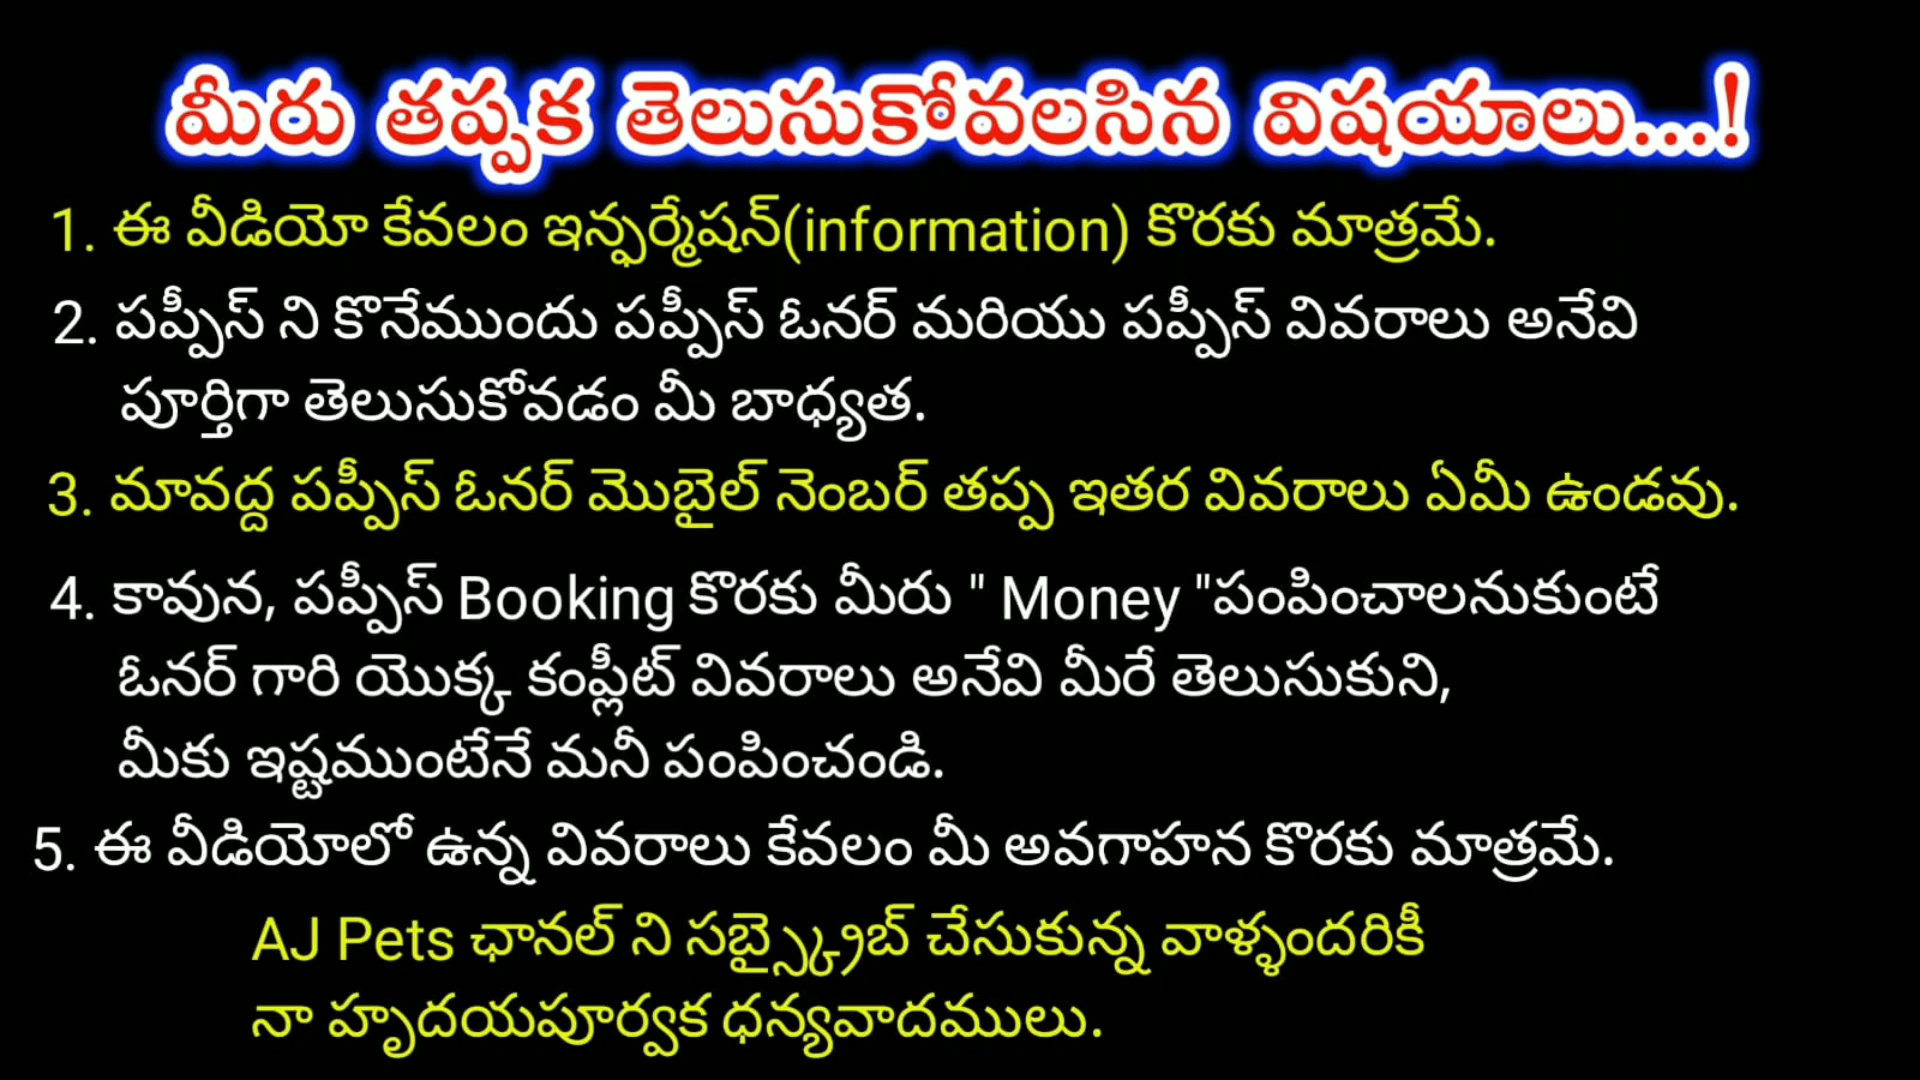 మీరు తప్పక తెలుసుకోవలసిన విషయాలు...!
1. ఈ వీడియో కేవలం ఇన్ఫర్మేషన్(information) కొరకు మాత్రమే.
2. పప్పీస్ ని కొనేముందు పప్పీస్ ఓనర్ మరియు పప్పీస్ వివరాలు అనేవి
పూర్తిగా తెలుసుకోవడం మీ బాధ్యత.
3. మావద్ద పప్పీస్ ఓనర్ మొబైల్ నెంబర్ తప్ప ఇతర వివరాలు ఏమీ ఉండవు.
4. కావున, పప్పీస్ Booking కొరకు మీరు " Money "పంపించాలనుకుంటే
ఓనర్ గారి యొక్క కంప్లీట్ వివరాలు అనేవి మీరే తెలుసుకుని,
మీకు ఇష్టముంటేనే మనీ పంపించండి.
5. ఈ వీడియోలో ఉన్న వివరాలు కేవలం మీ అవగాహన కొరకు మాత్రమే.
AJ Pets ఛానల్ ని సబ్స్క్రైబ్ చేసుకున్న వాళ్ళందరికీ
నా హృదయపూర్వక ధన్యవాదములు.